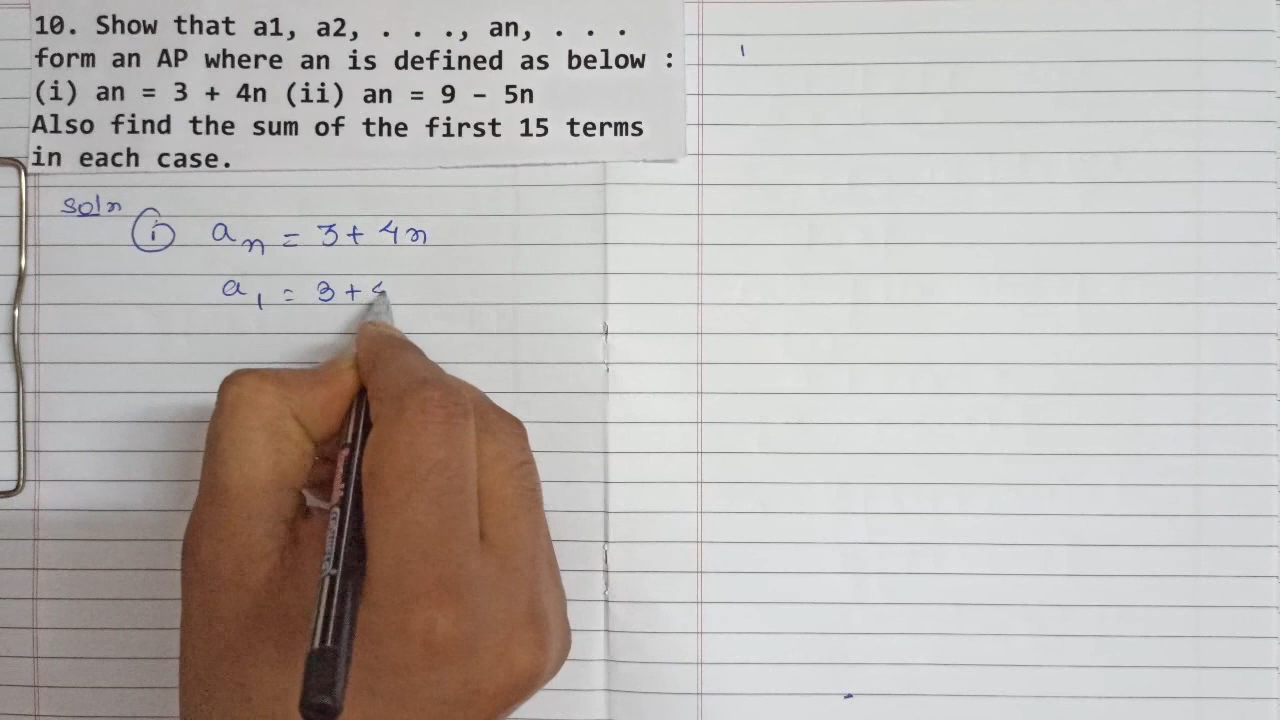 10. Show that a1, a2, . . ., an, . . .
form an AP where an is defined as below :
(i) an = 3 + 4n (ii) an = 9 – 5n
Also find the sum of the first 15 terms
in each case.
Soln
(i) aₙ = 3 + 4n
a₁ = 3 +